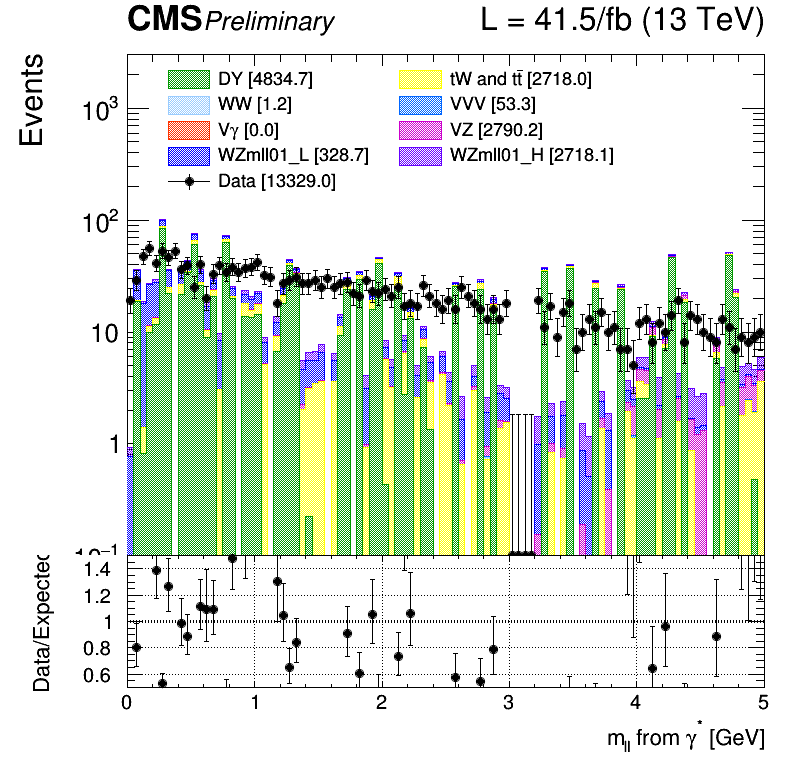 CMS Preliminary L = 41.5/fb (13 TeV)
Events
DY [4834.7] tW and tt̄ [2718.0]
WW [1.2] VVV [53.3]
Vγ [0.0] VZ [2790.2]
WZmll01_L [328.7] WZmll01_H [2718.1]
Data [13329.0]
10³
10²
10
1
10⁻¹
Data/Expected
1.4
1.2
1
0.8
0.6
0 1 2 3 4 5
m_ll from γ* [GeV]